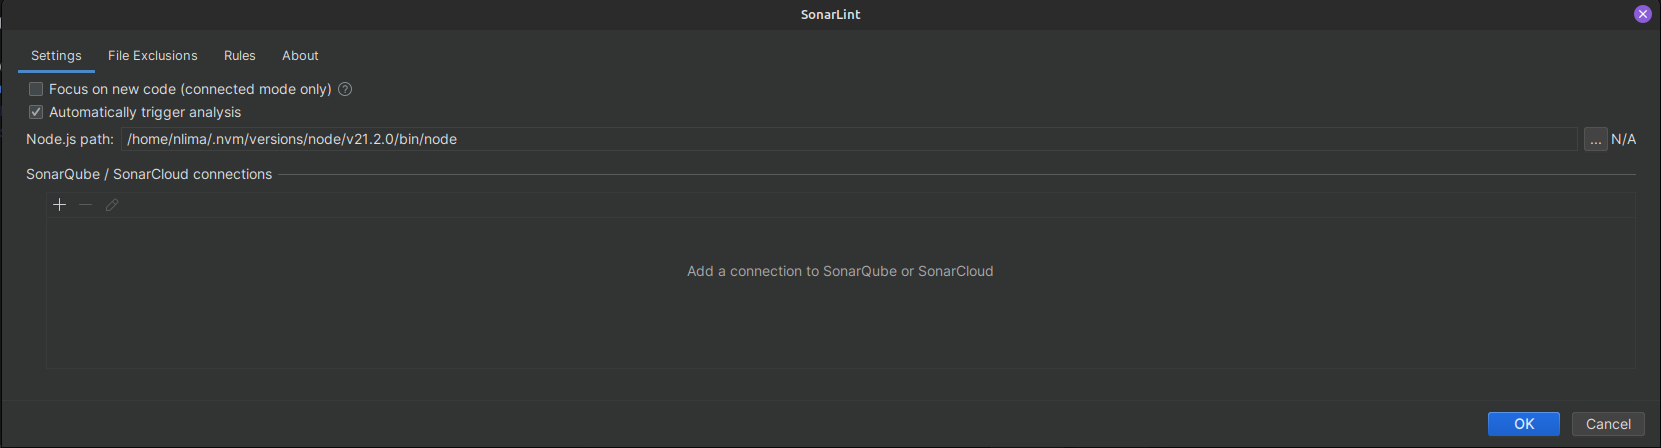 SonarLint
Settings File Exclusions Rules About
Focus on new code (connected mode only) ?
Automatically trigger analysis
Node.js path: /home/nlima/.nvm/versions/node/v21.2.0/bin/node ... N/A
SonarQube / SonarCloud connections
Add a connection to SonarQube or SonarCloud
OK Cancel